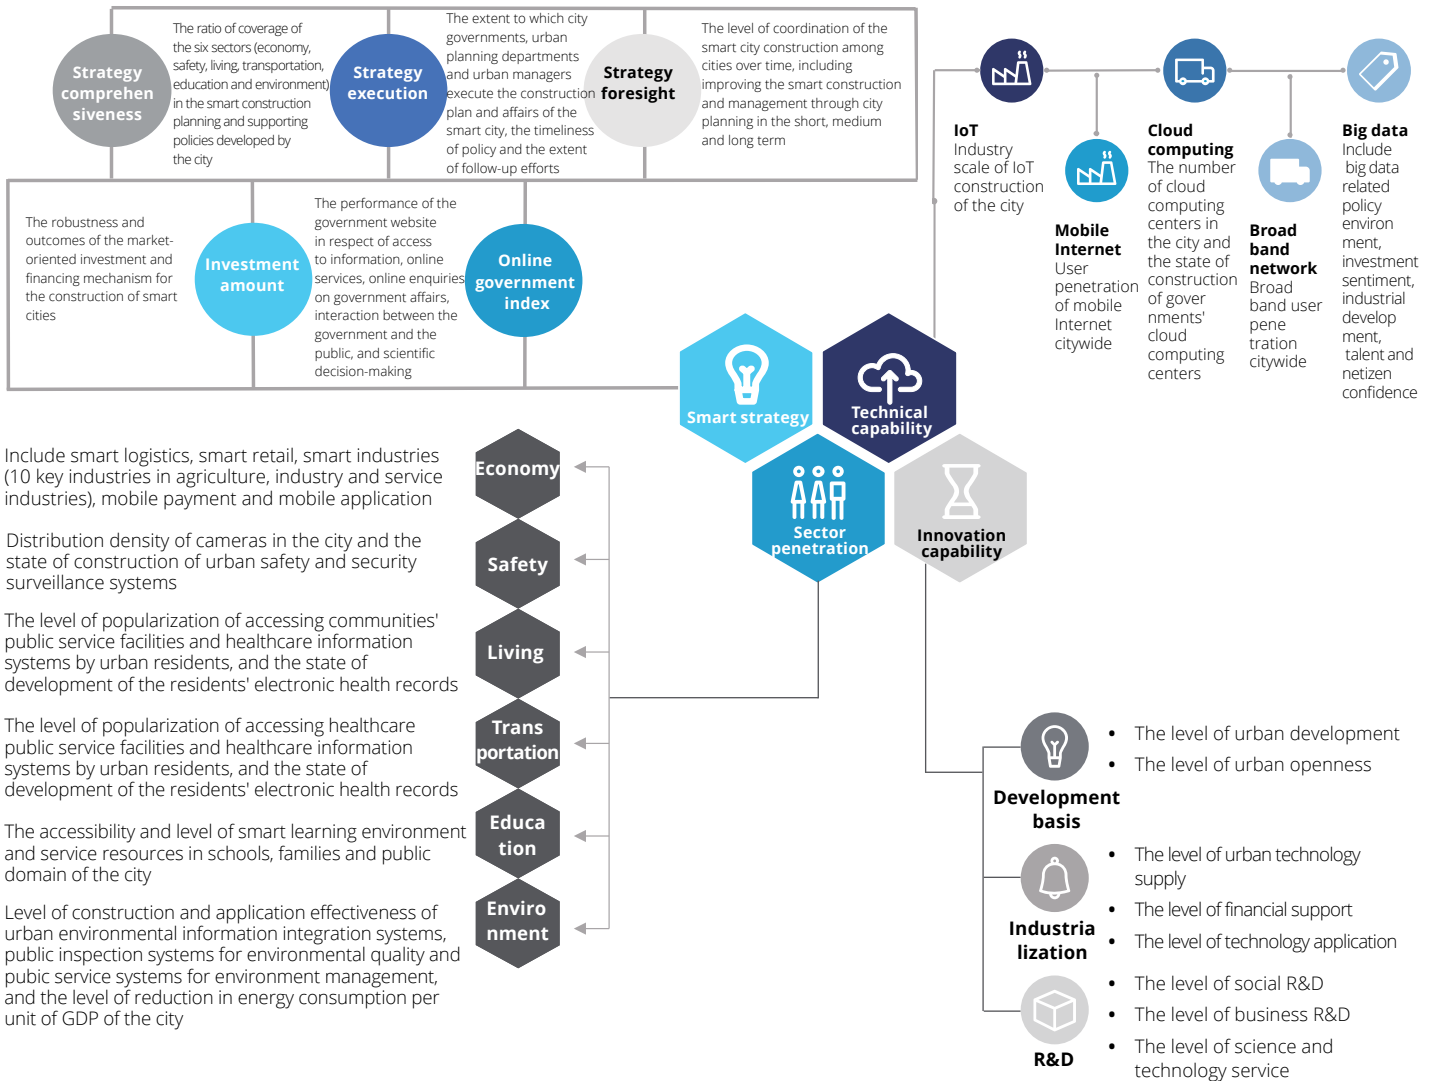 Strategy
comprehen
siveness
The ratio of coverage of
the six sectors (economy,
safety, living, transportation,
education and environment)
in the smart construction
planning and supporting
policies developed by
the city
Strategy
execution
The extent to which city
governments, urban
planning departments
and urban managers
execute the construction
plan and affairs of the
smart city, the timeliness
of policy and the extent
of follow-up efforts
Strategy
foresight
The level of coordination of the
smart city construction among
cities over time, including
improving the smart construction
and management through city
planning in the short, medium
and long term
The robustness and
outcomes of the market-
oriented investment and
financing mechanism for
the construction of smart
cities
Investment
amount
The performance of the
government website
in respect of access
to information, online
services, online enquiries
on government affairs,
interaction between the
government and the
public, and scientific
decision-making
Online
government
index
IoT
Industry
scale of IoT
construction
of the city
Mobile
Internet
User
penetration
of mobile
Internet
citywide
Cloud
computing
The number
of cloud
computing
centers in
the city and
the state of
construction
of gover
nments'
cloud
computing
centers
Broad
band
network
Broad
band user
pene
tration
citywide
Big data
Include
big data
related
policy
environ
ment,
investment
sentiment,
industrial
develop
ment,
talent and
netizen
confidence
Smart strategy
Technical
capability
Sector
penetration
Innovation
capability
Include smart logistics, smart retail, smart industries
(10 key industries in agriculture, industry and service
industries), mobile payment and mobile application
Economy
Distribution density of cameras in the city and the
state of construction of urban safety and security
surveillance systems
Safety
The level of popularization of accessing communities'
public service facilities and healthcare information
systems by urban residents, and the state of
development of the residents' electronic health records
Living
The level of popularization of accessing healthcare
public service facilities and healthcare information
systems by urban residents, and the state of
development of the residents' electronic health records
Trans
portation
The accessibility and level of smart learning environment
and service resources in schools, families and public
domain of the city
Educa
tion
Level of construction and application effectiveness of
urban environmental information integration systems,
public inspection systems for environmental quality and
pubic service systems for environment management,
and the level of reduction in energy consumption per
unit of GDP of the city
Enviro
nment
Development
basis
• The level of urban development
• The level of urban openness
Industria
lization
• The level of urban technology
supply
• The level of financial support
• The level of technology application
R&D
• The level of social R&D
• The level of business R&D
• The level of science and
technology service